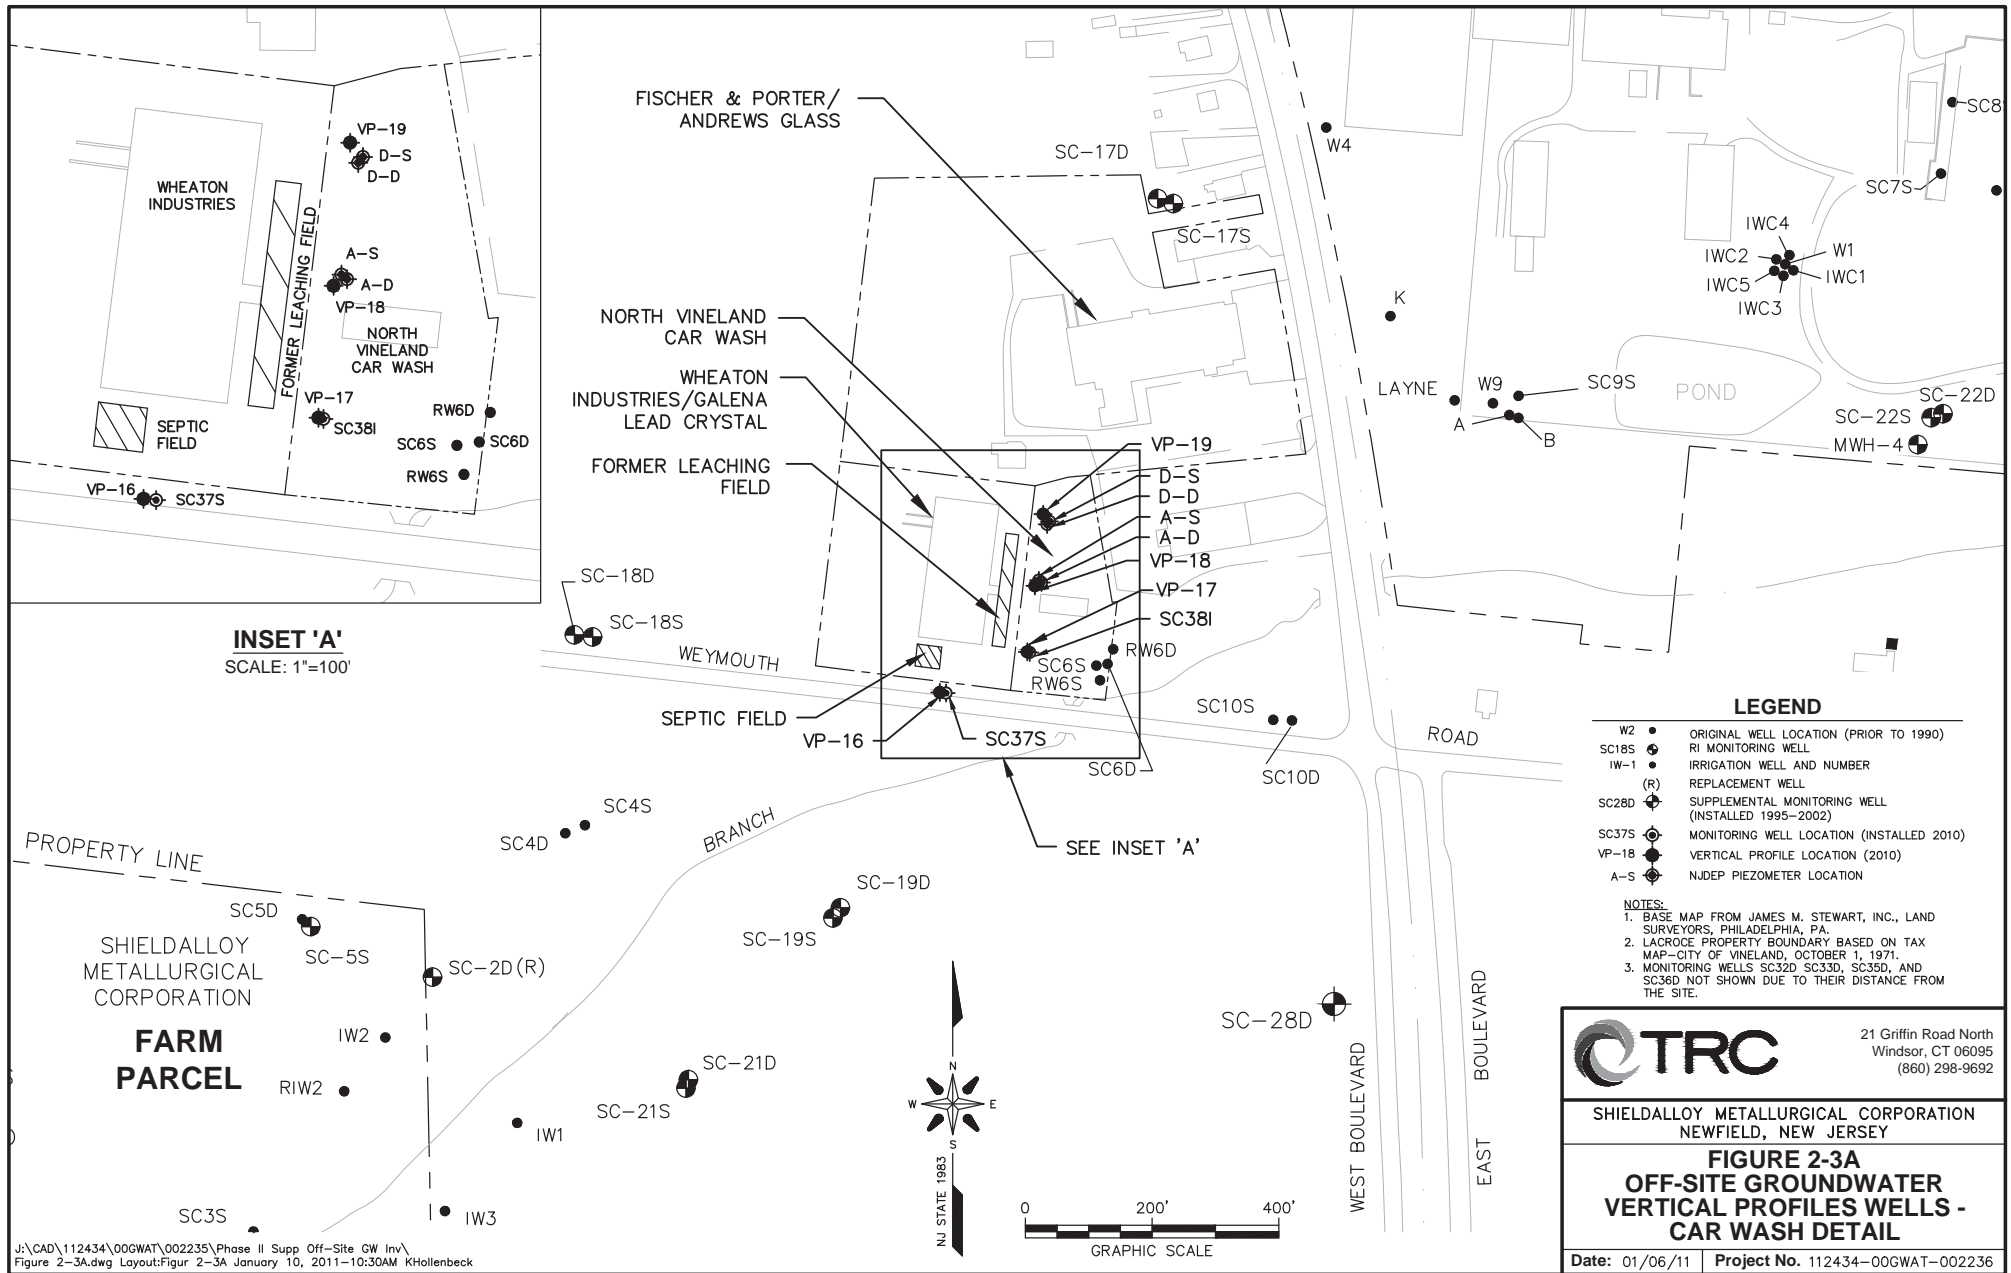 VP-19
D-S
D-D
WHEATON
INDUSTRIES
FORMER LEACHING FIELD
A-S
A-D
VP-18
NORTH
VINELAND
CAR WASH
VP-17
SC38I
RW6D
SC6S
SC6D
RW6S
SEPTIC
FIELD
VP-16
SC37S
INSET 'A'
SCALE: 1"=100'
FISCHER & PORTER/
ANDREWS GLASS
SC-17D
SC-17S
NORTH VINELAND
CAR WASH
WHEATON
INDUSTRIES/GALENA
LEAD CRYSTAL
FORMER LEACHING
FIELD
VP-19
D-S
D-D
A-S
A-D
VP-18
VP-17
SC38I
RW6D
SC6S
RW6S
SC-18D
SC-18S
WEYMOUTH
SEPTIC FIELD
VP-16
SC37S
SC6D
SC10S
SC10D
ROAD
SEE INSET 'A'
W4
K
LAYNE
W9
SC9S
A
B
POND
IWC4
IWC2
W1
IWC5
IWC1
IWC3
SC8
SC7S
SC-22D
SC-22S
MWH-4
SC4S
SC4D
BRANCH
PROPERTY LINE
SC5D
SC-5S
SHIELDALLOY
METALLURGICAL
CORPORATION
FARM
PARCEL
SC-2D(R)
IW2
RIW2
IW1
IW3
SC3S
SC-19D
SC-19S
SC-21D
SC-21S
SC-28D
WEST BOULEVARD
EAST BOULEVARD
N
W
E
S
NJ STATE 1983
0 200' 400'
GRAPHIC SCALE
LEGEND
W2 ORIGINAL WELL LOCATION (PRIOR TO 1990)
SC18S RI MONITORING WELL
IW-1 IRRIGATION WELL AND NUMBER
(R) REPLACEMENT WELL
SC28D SUPPLEMENTAL MONITORING WELL
(INSTALLED 1995-2002)
SC37S MONITORING WELL LOCATION (INSTALLED 2010)
VP-18 VERTICAL PROFILE LOCATION (2010)
A-S NJDEP PIEZOMETER LOCATION
NOTES:
1. BASE MAP FROM JAMES M. STEWART, INC., LAND
SURVEYORS, PHILADELPHIA, PA.
2. LACROCE PROPERTY BOUNDARY BASED ON TAX
MAP-CITY OF VINELAND, OCTOBER 1, 1971.
3. MONITORING WELLS SC32D SC33D, SC35D, AND
SC36D NOT SHOWN DUE TO THEIR DISTANCE FROM
THE SITE.
TRC
21 Griffin Road North
Windsor, CT 06095
(860) 298-9692
SHIELDALLOY METALLURGICAL CORPORATION
NEWFIELD, NEW JERSEY
FIGURE 2-3A
OFF-SITE GROUNDWATER
VERTICAL PROFILES WELLS -
CAR WASH DETAIL
Date: 01/06/11 Project No. 112434-00GWAT-002236
J:\CAD\112434\00GWAT\002235\Phase II Supp Off-Site GW Inv\
Figure 2-3A.dwg Layout:Figur 2-3A January 10, 2011-10:30AM KHollenbeck